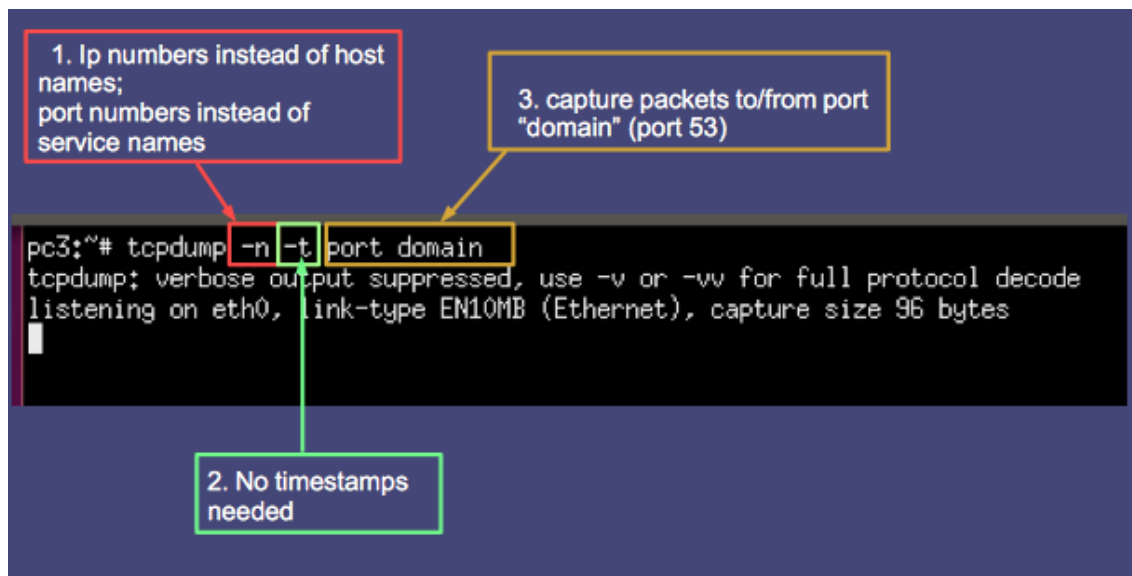 1. Ip numbers instead of host
names;
port numbers instead of
service names
3. capture packets to/from port
“domain” (port 53)
pc3:~# tcpdump -n -t port domain
tcpdump: verbose output suppressed, use -v or -vv for full protocol decode
listening on eth0, link-type EN10MB (Ethernet), capture size 96 bytes
2. No timestamps
needed